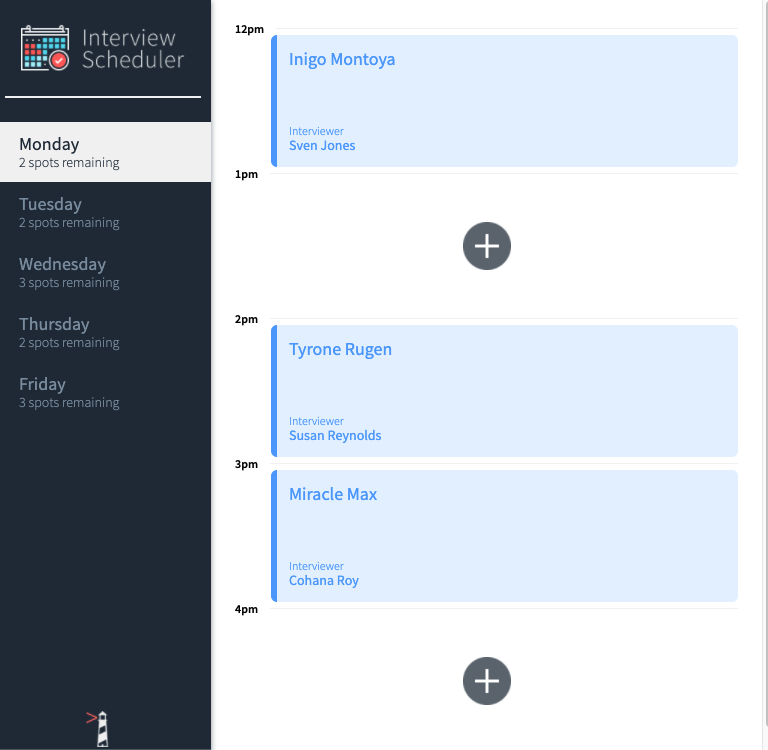 Interview
Scheduler
Monday
2 spots remaining
Tuesday
2 spots remaining
Wednesday
3 spots remaining
Thursday
2 spots remaining
Friday
3 spots remaining
12pm
Inigo Montoya
Interviewer
Sven Jones
1pm
2pm
Tyrone Rugen
Interviewer
Susan Reynolds
3pm
Miracle Max
Interviewer
Cohana Roy
4pm